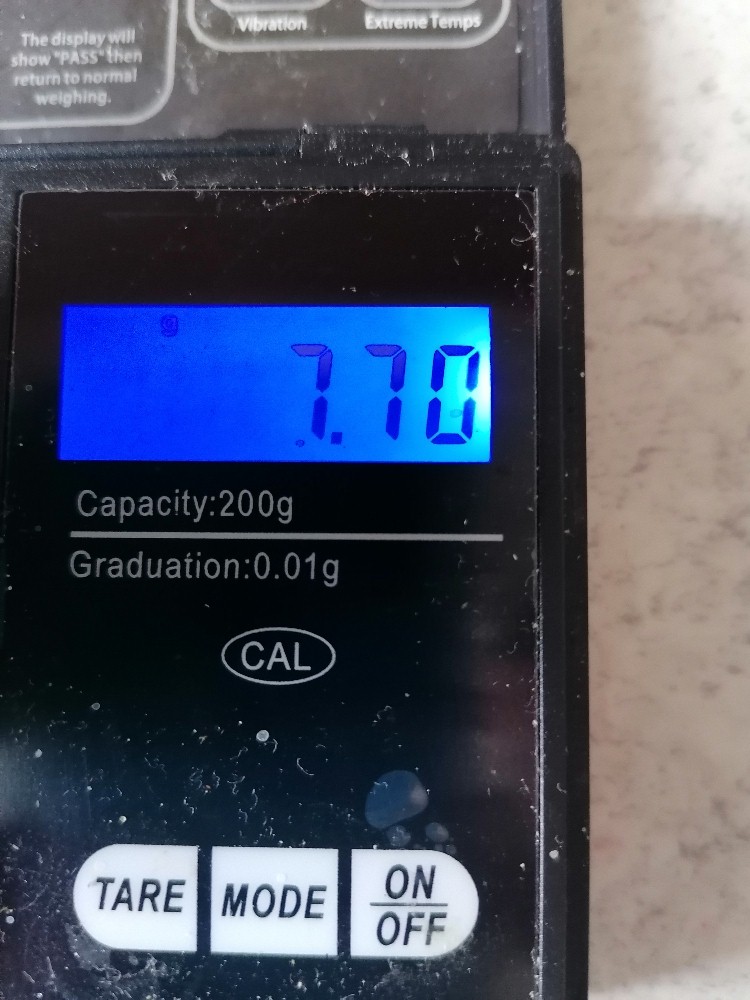 The display will
show "PASS" then
return to normal
weighing.
Vibration
Extreme Temps
g
7.70
Capacity:200g
Graduation:0.01g
CAL
TARE
MODE
ON
OFF